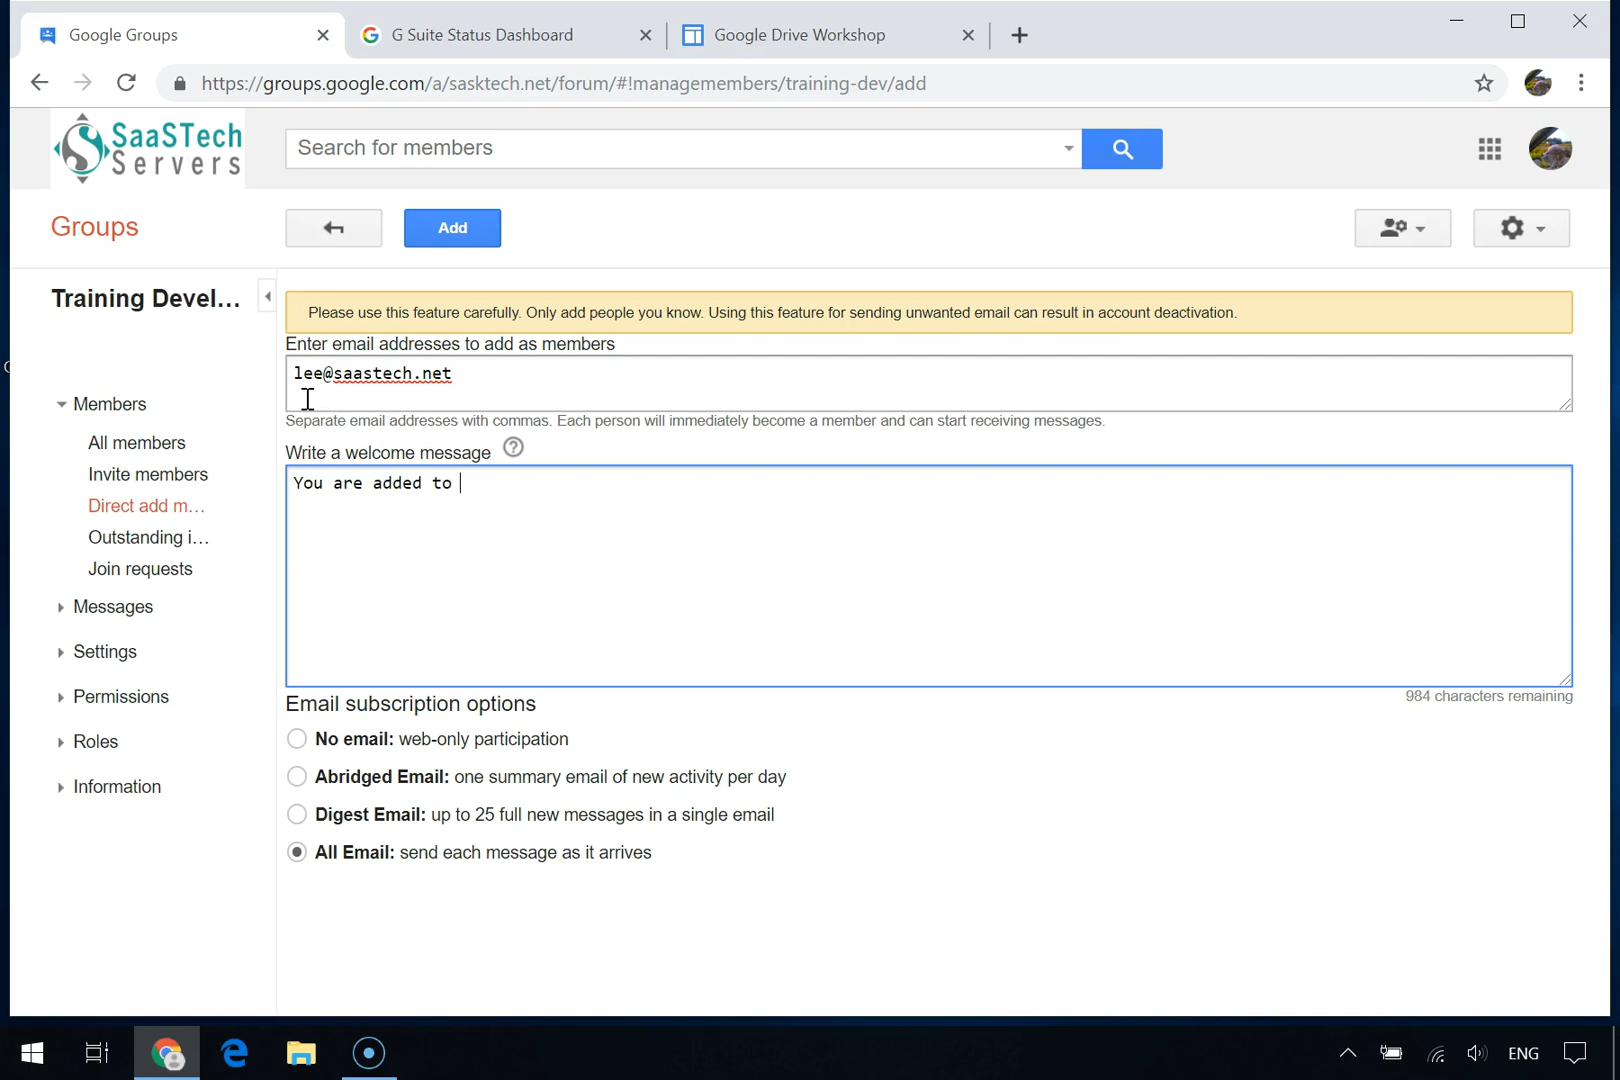 Google Groups
G Suite Status Dashboard
Google Drive Workshop
https://groups.google.com/a/sasktech.net/forum/#!managemembers/training-dev/add
SaaSTech
Servers
Search for members
Groups
Add
Training Devel...
Please use this feature carefully. Only add people you know. Using this feature for sending unwanted email can result in account deactivation.
Enter email addresses to add as members
lee@saastech.net
Separate email addresses with commas. Each person will immediately become a member and can start receiving messages.
Members
All members
Invite members
Direct add m...
Outstanding i...
Join requests
Messages
Settings
Permissions
Roles
Information
Write a welcome message
You are added to
984 characters remaining
Email subscription options
No email: web-only participation
Abridged Email: one summary email of new activity per day
Digest Email: up to 25 full new messages in a single email
All Email: send each message as it arrives
ENG